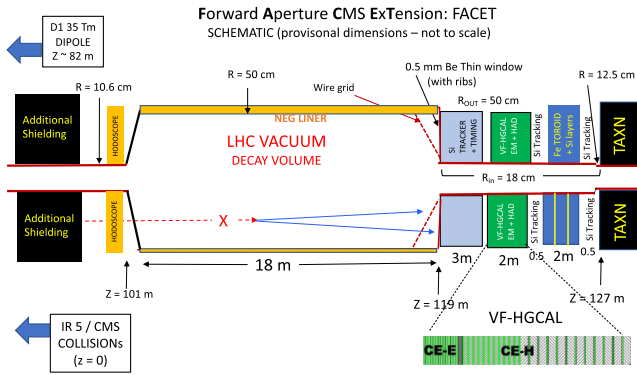 Forward Aperture CMS ExTension: FACET
SCHEMATIC (provisonal dimensions – not to scale)
D1 35 Tm
DIPOLE
Z ~ 82 m
R = 10.6 cm
R = 50 cm
Wire grid
0.5 mm Be Thin window
(with ribs)
R = 12.5 cm
ROUT = 50 cm
Additional
Shielding
HODOSCOPE
NEG LINER
LHC VACUUM
DECAY VOLUME
Si
TRACKER
+ TIMING
VF-HGCAL
EM + HAD
Si Tracking
Fe TOROID
+ Si layers
Si Tracking
TAXN
Rin = 18 cm
Additional
Shielding
HODOSCOPE
X
VF-HGCAL
EM + HAD
Si Tracking
Si Tracking
TAXN
18 m
3m
2m
0.5
2m
0.5
Z = 101 m
Z = 119 m
Z = 127 m
IR 5 / CMS
COLLISIONS
(z = 0)
VF-HGCAL
CE-E
CE-H